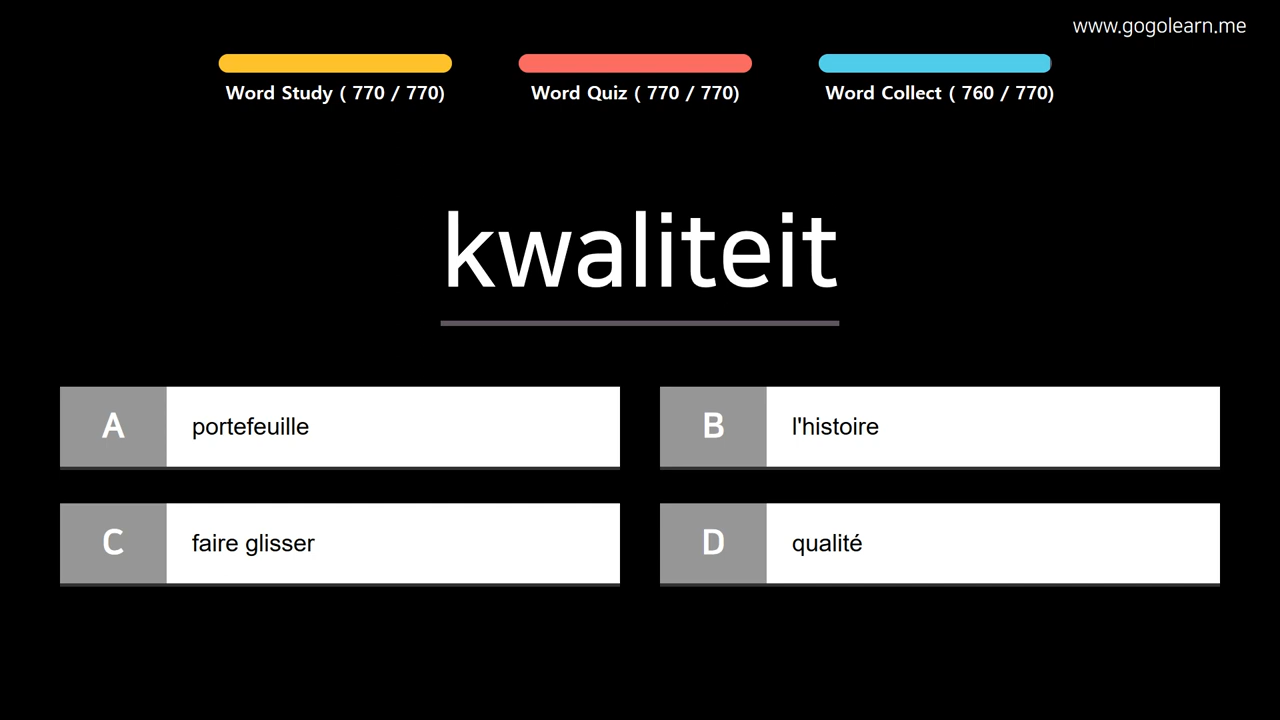 www.gogolearn.me
Word Study ( 770 / 770)
Word Quiz ( 770 / 770)
Word Collect ( 760 / 770)
kwaliteit
A portefeuille
B l'histoire
C faire glisser
D qualité